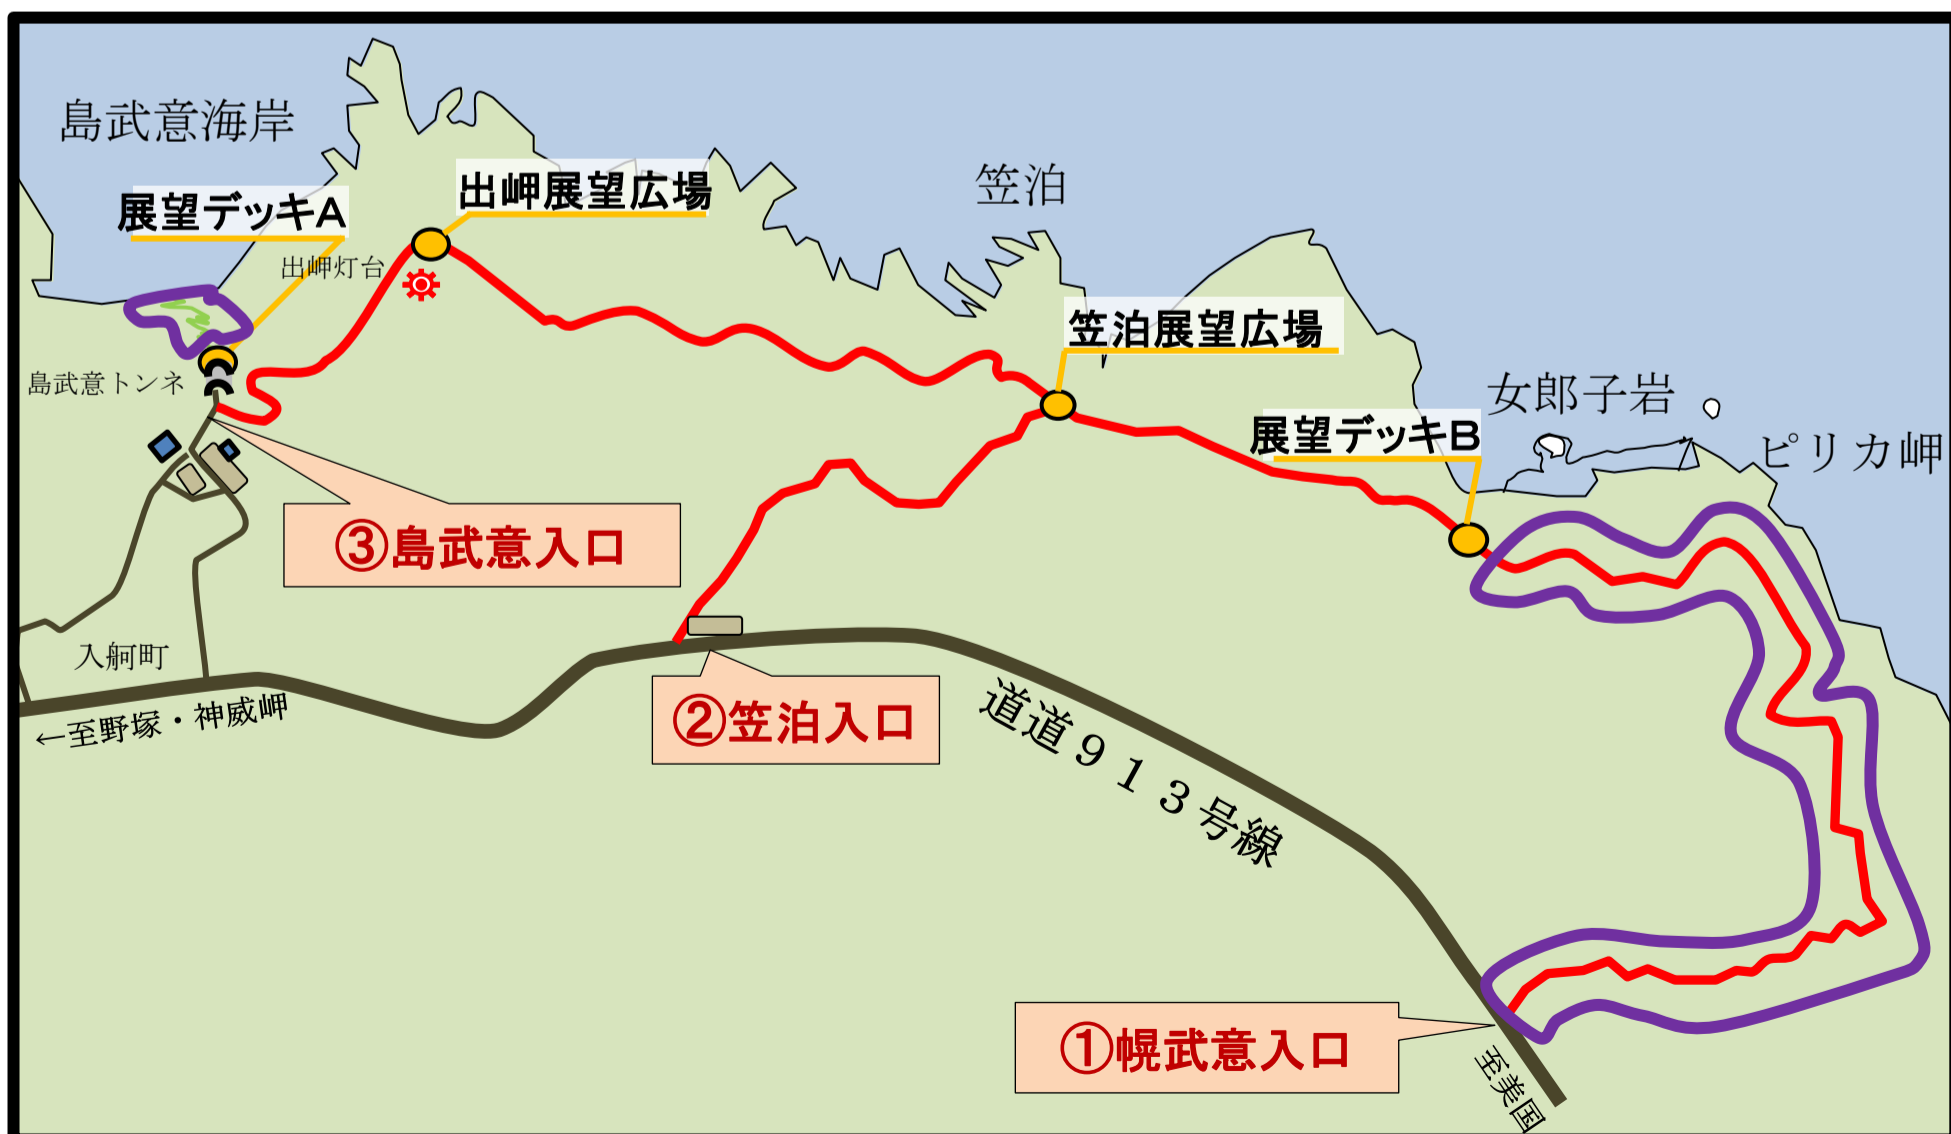 島武意海岸
展望デッキA
出岬展望広場
笠泊
出岬灯台
笠泊展望広場
島武意トンネ
女郎子岩
展望デッキB
ピリカ岬
③島武意入口
入舸町
←至野塚・神威岬
②笠泊入口
道道913号線
①幌武意入口
至美国